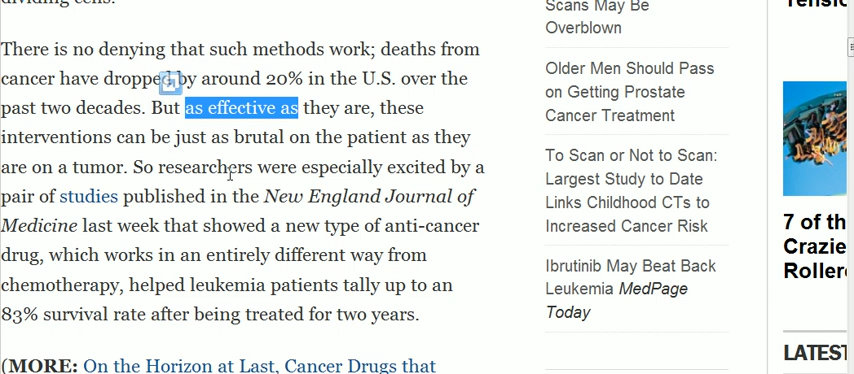 There is no denying that such methods work; deaths from
cancer have dropped by around 20% in the U.S. over the
past two decades. But as effective as they are, these
interventions can be just as brutal on the patient as they
are on a tumor. So researchers were especially excited by a
pair of studies published in the New England Journal of
Medicine last week that showed a new type of anti-cancer
drug, which works in an entirely different way from
chemotherapy, helped leukemia patients tally up to an
83% survival rate after being treated for two years.
(MORE: On the Horizon at Last, Cancer Drugs that
Scans May Be
Overblown
Older Men Should Pass
on Getting Prostate
Cancer Treatment
To Scan or Not to Scan:
Largest Study to Date
Links Childhood CTs to
Increased Cancer Risk
Ibrutinib May Beat Back
Leukemia MedPage
Today
7 of th
Crazie
Roller
LATEST